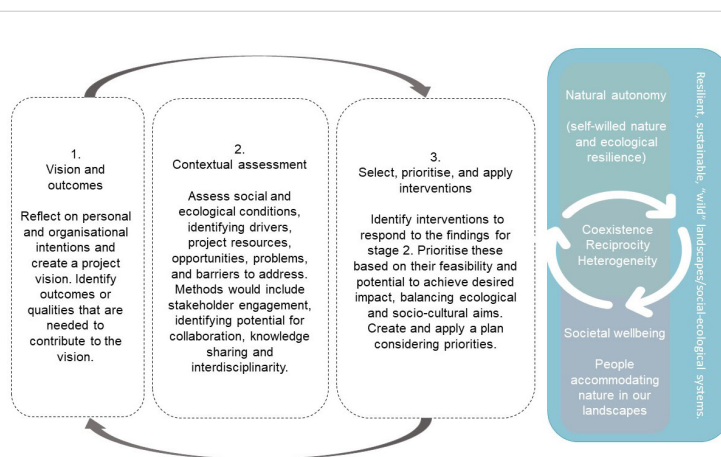 1.
Vision and
outcomes
Reflect on personal
and organisational
intentions and
create a project
vision. Identify
outcomes or
qualities that are
needed to
contribute to the
vision.
2.
Contextual assessment
Assess social and
ecological conditions,
identifying drivers,
project resources,
opportunities, problems,
and barriers to address.
Methods would include
stakeholder engagement,
identifying potential for
collaboration, knowledge
sharing and
interdisciplinarity.
3.
Select, prioritise, and apply
interventions
Identify interventions to
respond to the findings for
stage 2. Prioritise these
based on their feasibility and
potential to achieve desired
impact, balancing ecological
and socio-cultural aims.
Create and apply a plan
considering priorities.
Natural autonomy
(self-willed nature
and ecological
resilience)
Coexistence
Reciprocity
Heterogeneity
Societal wellbeing
People
accommodating
nature in our
landscapes
Resilient, sustainable, "wild" landscapes/social-ecological systems.